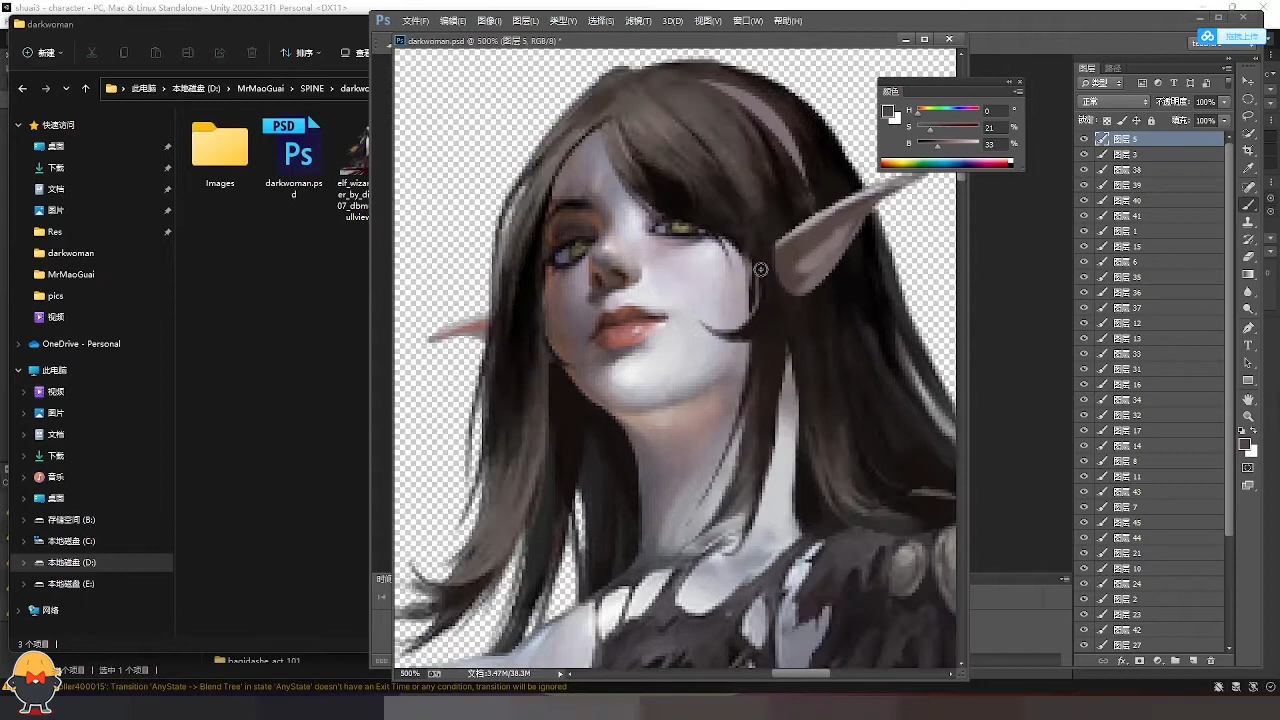 shuai3 - character - PC, Mac & Linux Standalone - Unity 2020.3.21f1 Personal <DX11>
darkwoman
新建
排序
查看
此电脑 › 本地磁盘 (D:) › MrMaoGuai › SPINE › darkwo
快速访问
桌面
下载
文档
图片
Res
darkwoman
MrMaoGuai
pics
视频
OneDrive - Personal
此电脑
视频
图片
文档
下载
音乐
桌面
存储空间 (B:)
本地磁盘 (C:)
本地磁盘 (D:)
本地磁盘 (E:)
网络
3 个项目
Images
PSD
Ps
darkwoman.psd
elf_wizar
选中 1 个项目
Ps 文件(F) 编辑(E) 图像(I) 图层(L) 类型(Y) 选择(S) 滤镜(T) 3D(D) 视图(V) 窗口(W) 帮助(H)
拖拽上传
darkwoman.psd @ 500% (图层 5, RGB/8) *
颜色
H 0 °
S 21 %
B 33 %
图层
类型
正常 不透明度: 100%
锁定: 填充: 100%
图层 5
图层 3
图层 38
图层 39
图层 40
图层 41
图层 6
图层 35
图层 36
图层 37
图层 12
图层 13
图层 33
图层 31
图层 16
图层 34
图层 32
图层 17
图层 14
图层 8
图层 11
图层 43
图层 7
图层 45
图层 44
图层 21
图层 10
图层 2
图层 23
图层 42
图层 27
500% 文档:3.47M/38.3M
oiler400015': Transition 'AnyState -> Blend Tree' in state 'AnyState' doesn't have an Exit Time or any condition, transition will be ignored